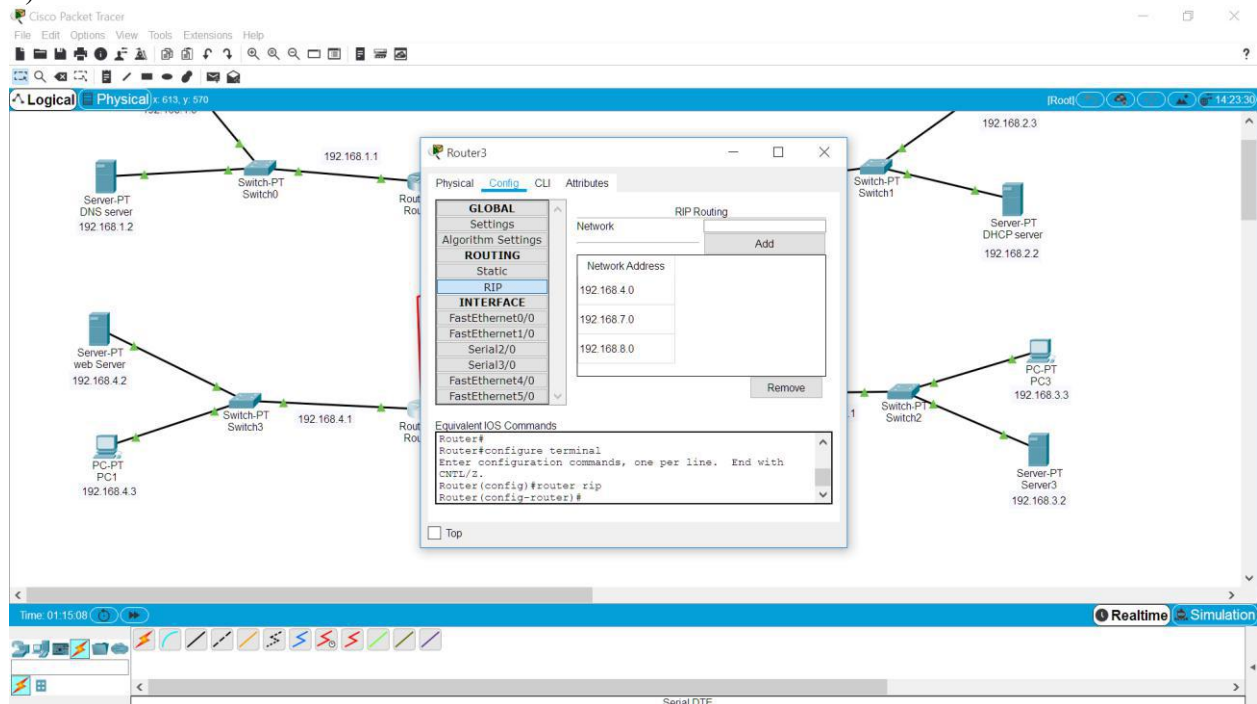 Cisco Packet Tracer
File Edit Options View Tools Extensions Help
?
Logical Physical x: 613, y: 570
[Root] 14:23:30
192.168.1.1
Switch-PT
Switch0
Server-PT
DNS server
192.168.1.2
Rout
Rou
192.168.2.3
Switch-PT
Switch1
Server-PT
DHCP server
192.168.2.2
Router3
Physical Config CLI Attributes
GLOBAL
Settings
Algorithm Settings
ROUTING
Static
RIP
INTERFACE
FastEthernet0/0
FastEthernet1/0
Serial2/0
Serial3/0
FastEthernet4/0
FastEthernet5/0
RIP Routing
Network
Add
Network Address
192.168.4.0
192.168.7.0
192.168.8.0
Remove
Equivalent IOS Commands
Router#
Router#configure terminal
Enter configuration commands, one per line. End with
CNTL/Z.
Router(config)#router rip
Router(config-router)#
Top
Server-PT
web Server
192.168.4.2
Switch-PT
Switch3
192.168.4.1
Rout
Rou
PC-PT
PC1
192.168.4.3
PC-PT
PC3
192.168.3.3
.1
Switch-PT
Switch2
Server-PT
Server3
192.168.3.2
Time: 01:15:08
Realtime Simulation
Serial DTE